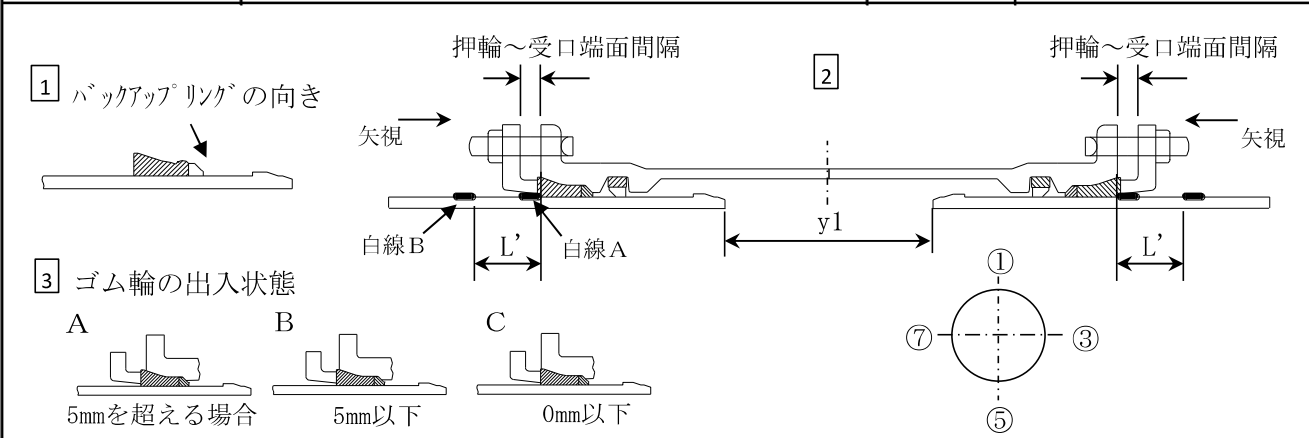 1 バックアップリングの向き
押輪～受口端面間隔
2
押輪～受口端面間隔
矢視
矢視
白線B
L’
白線A
y1
L’
3 ゴム輪の出入状態
A
B
C
5mmを超える場合
5mm以下
0mm以下
①
⑦
③
⑤